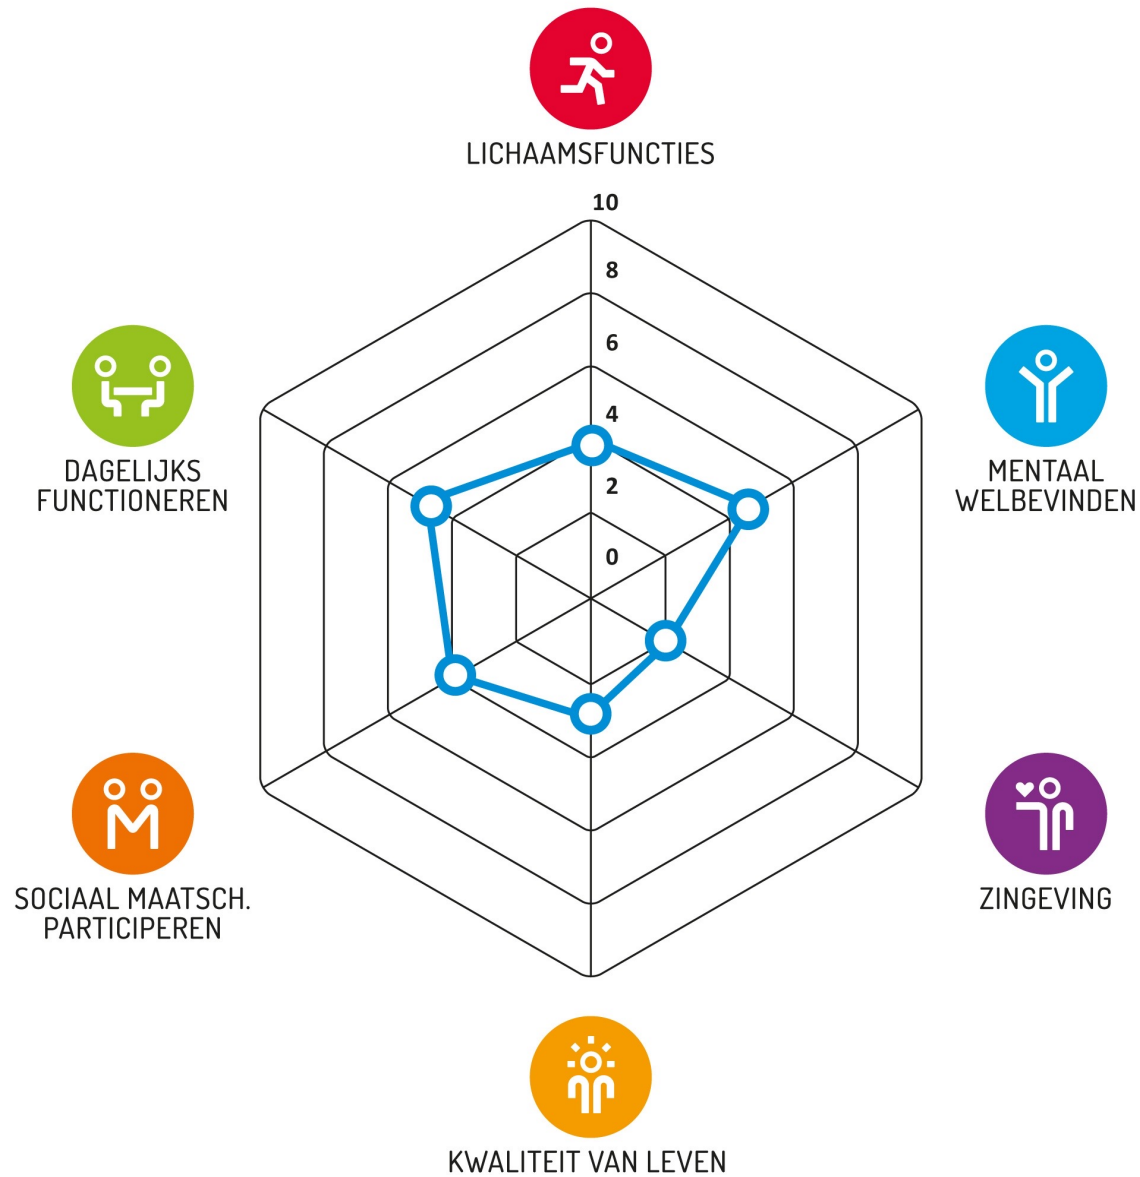 LICHAAMSFUNCTIES
10
8
6
4
2
0
MENTAAL
WELBEVINDEN
ZINGEVING
KWALITEIT VAN LEVEN
SOCIAAL MAATSCH.
PARTICIPEREN
DAGELIJKS
FUNCTIONEREN